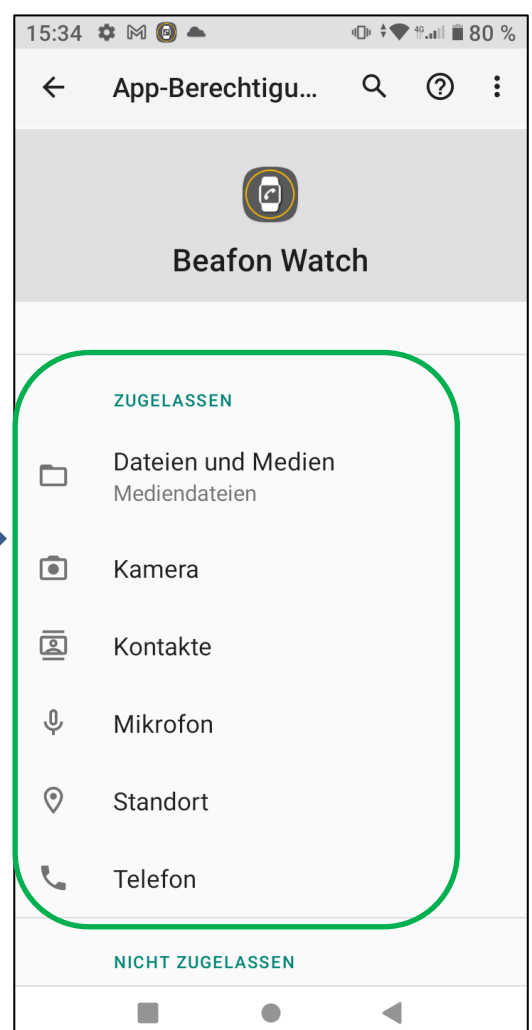 15:34 4G 80 %
App-Berechtigu...
Beafon Watch
ZUGELASSEN
Dateien und Medien
Mediendateien
Kamera
Kontakte
Mikrofon
Standort
Telefon
NICHT ZUGELASSEN